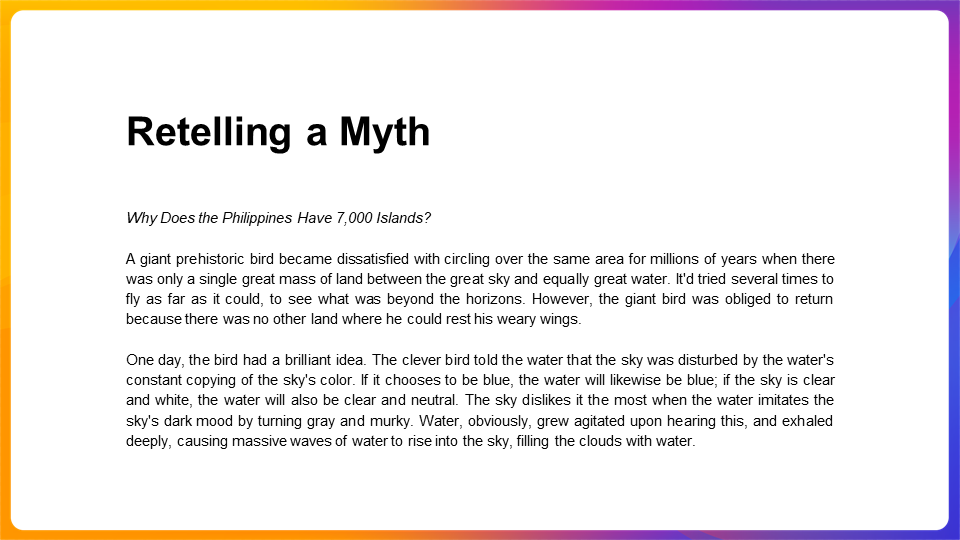 Retelling a Myth
Why Does the Philippines Have 7,000 Islands?
A giant prehistoric bird became dissatisfied with circling over the same area for millions of years when there
was only a single great mass of land between the great sky and equally great water. It'd tried several times to
fly as far as it could, to see what was beyond the horizons. However, the giant bird was obliged to return
because there was no other land where he could rest his weary wings.
One day, the bird had a brilliant idea. The clever bird told the water that the sky was disturbed by the water's
constant copying of the sky's color. If it chooses to be blue, the water will likewise be blue; if the sky is clear
and white, the water will also be clear and neutral. The sky dislikes it the most when the water imitates the
sky's dark mood by turning gray and murky. Water, obviously, grew agitated upon hearing this, and exhaled
deeply, causing massive waves of water to rise into the sky, filling the clouds with water.